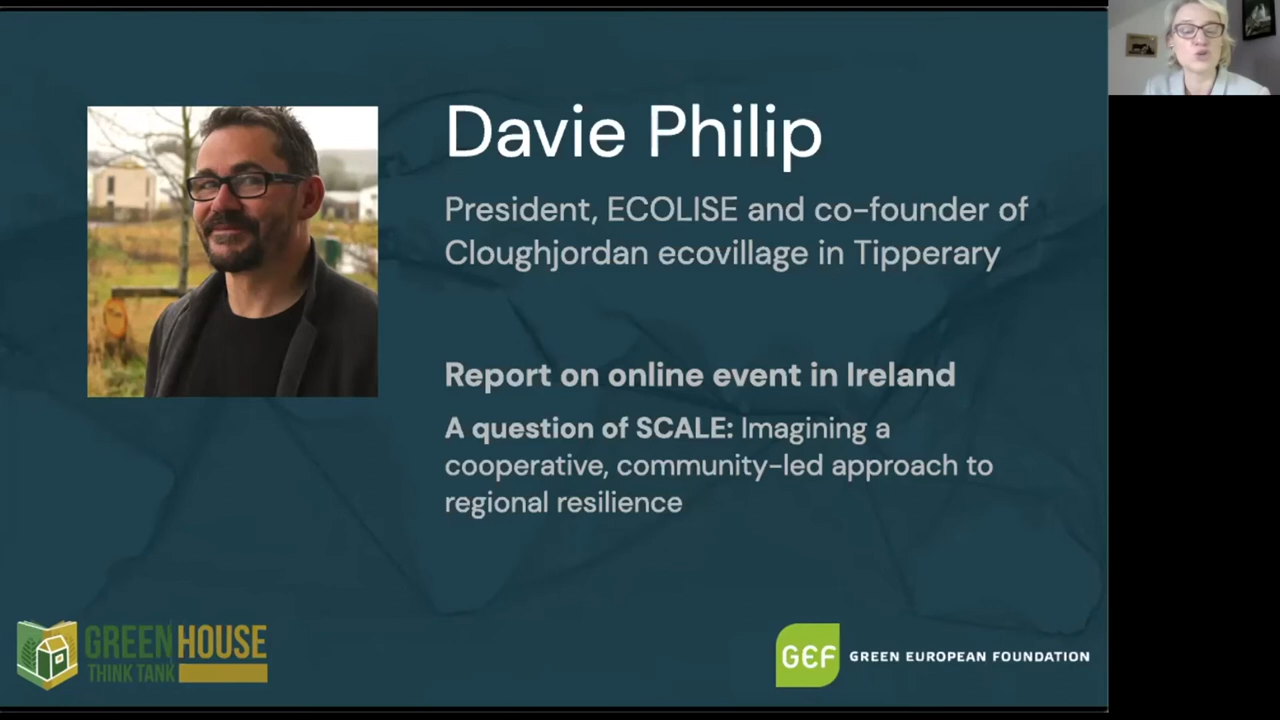 Davie Philip
President, ECOLISE and co-founder of
Cloughjordan ecovillage in Tipperary
Report on online event in Ireland
A question of SCALE: Imagining a
cooperative, community-led approach to
regional resilience
GREEN HOUSE
THINK TANK
GEF GREEN EUROPEAN FOUNDATION